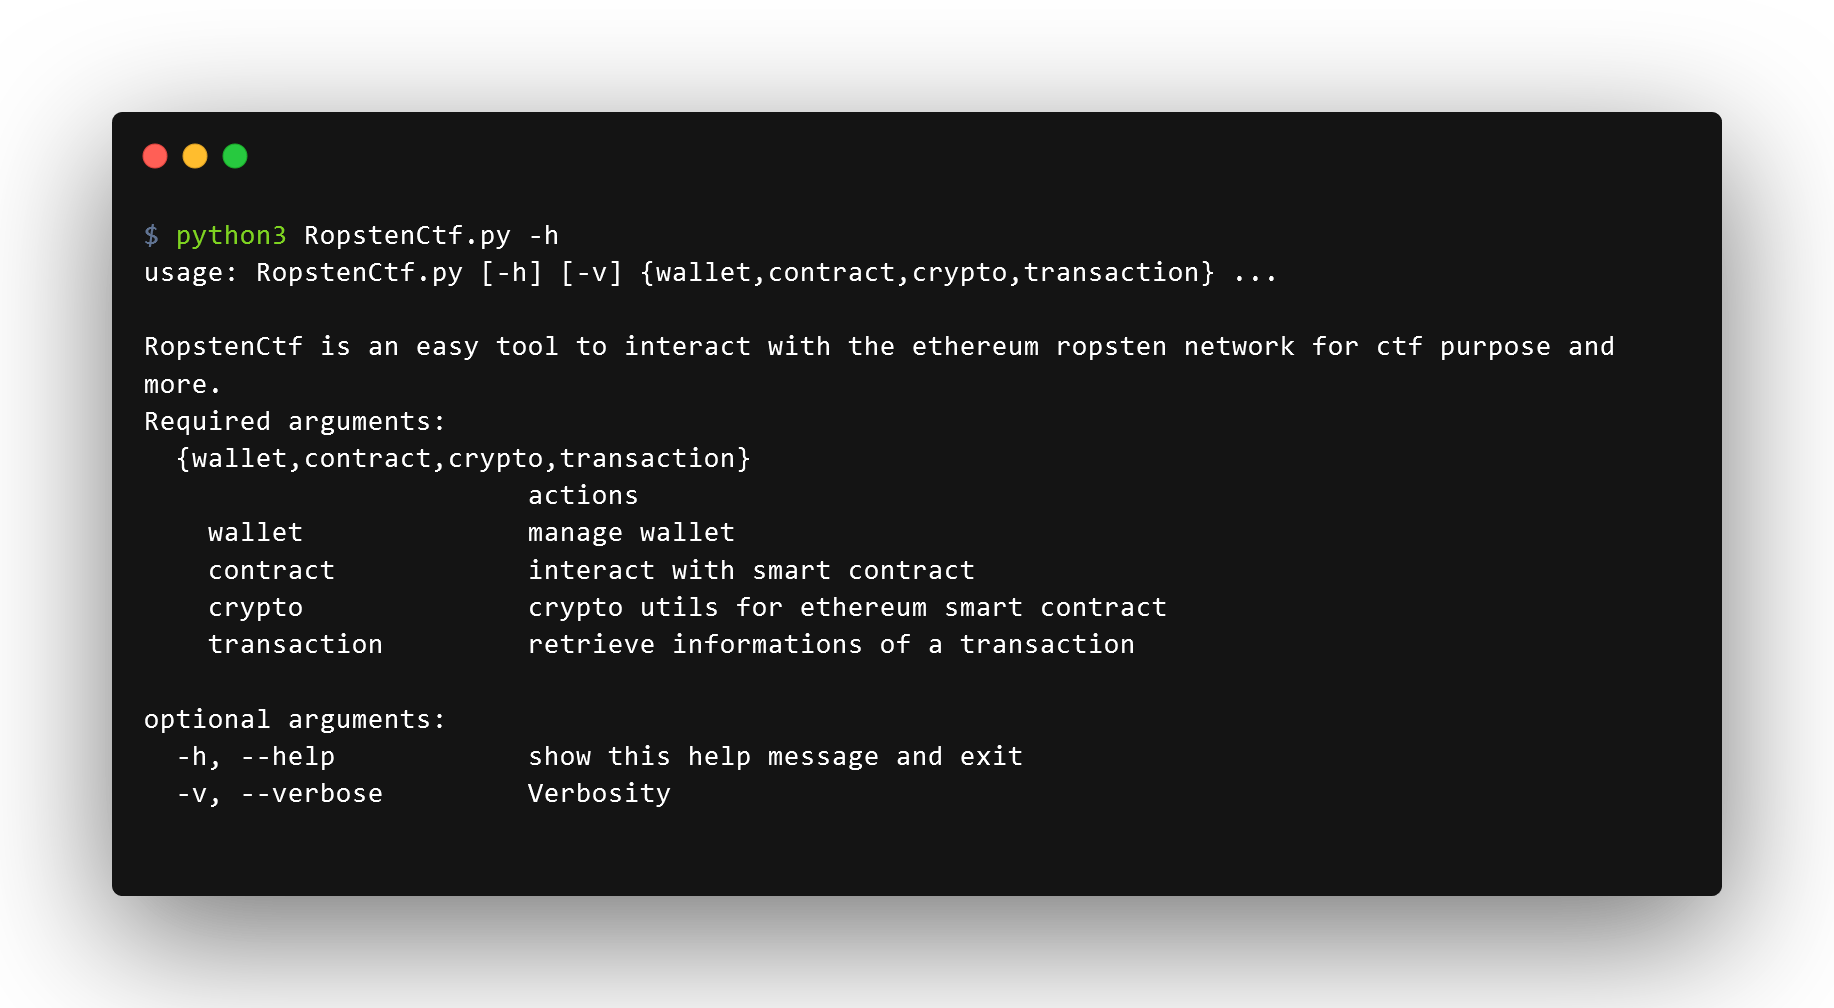 $ python3 RopstenCtf.py -h
usage: RopstenCtf.py [-h] [-v] {wallet,contract,crypto,transaction} ...
RopstenCtf is an easy tool to interact with the ethereum ropsten network for ctf purpose and
more.
Required arguments:
  {wallet,contract,crypto,transaction}
                        actions
    wallet              manage wallet
    contract            interact with smart contract
    crypto              crypto utils for ethereum smart contract
    transaction         retrieve informations of a transaction
optional arguments:
  -h, --help            show this help message and exit
  -v, --verbose         Verbosity